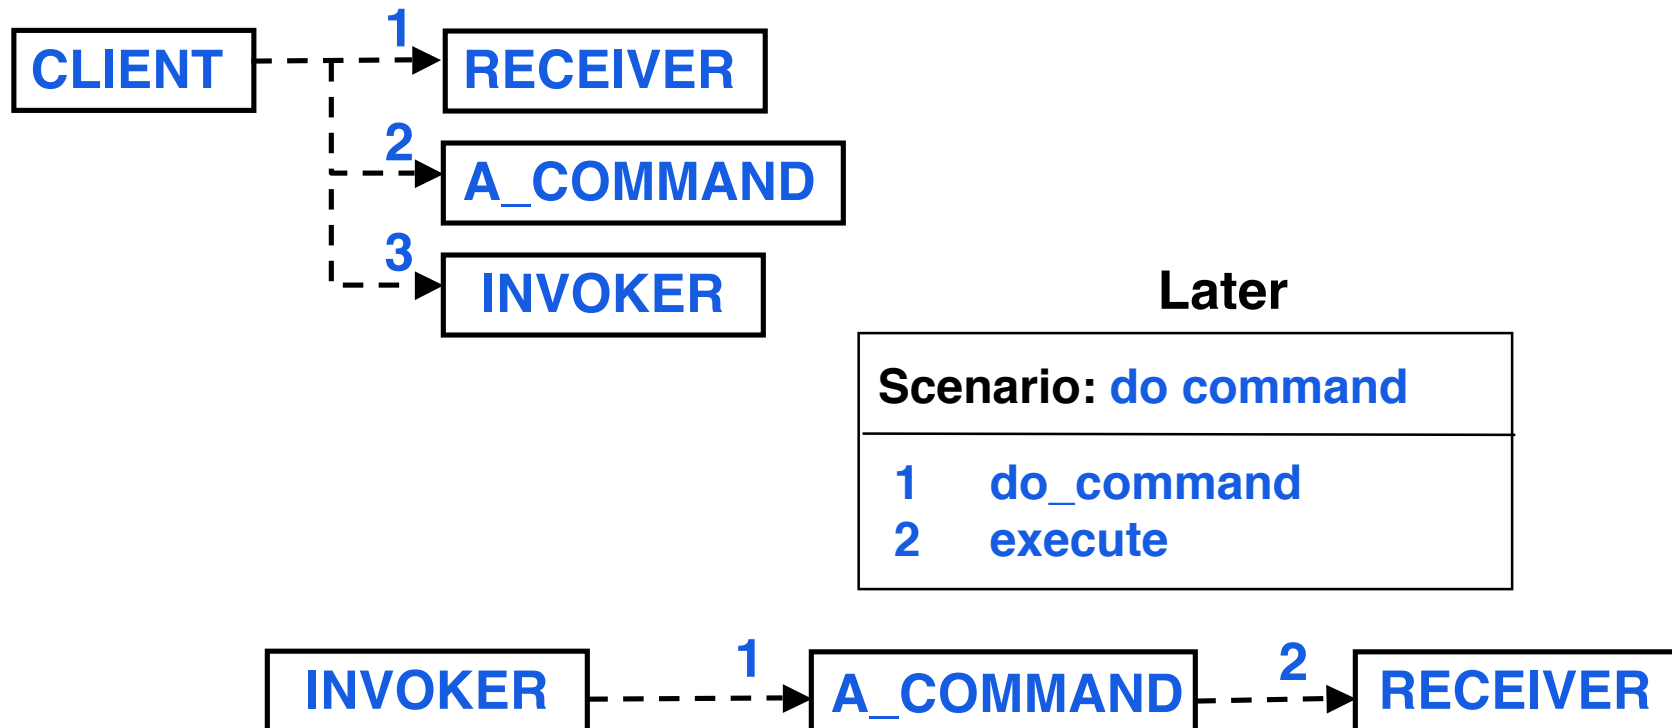 1
CLIENT RECEIVER
2
A_COMMAND
3
INVOKER
Later
Scenario: do command
1 do_command
2 execute
1 2
INVOKER A_COMMAND RECEIVER